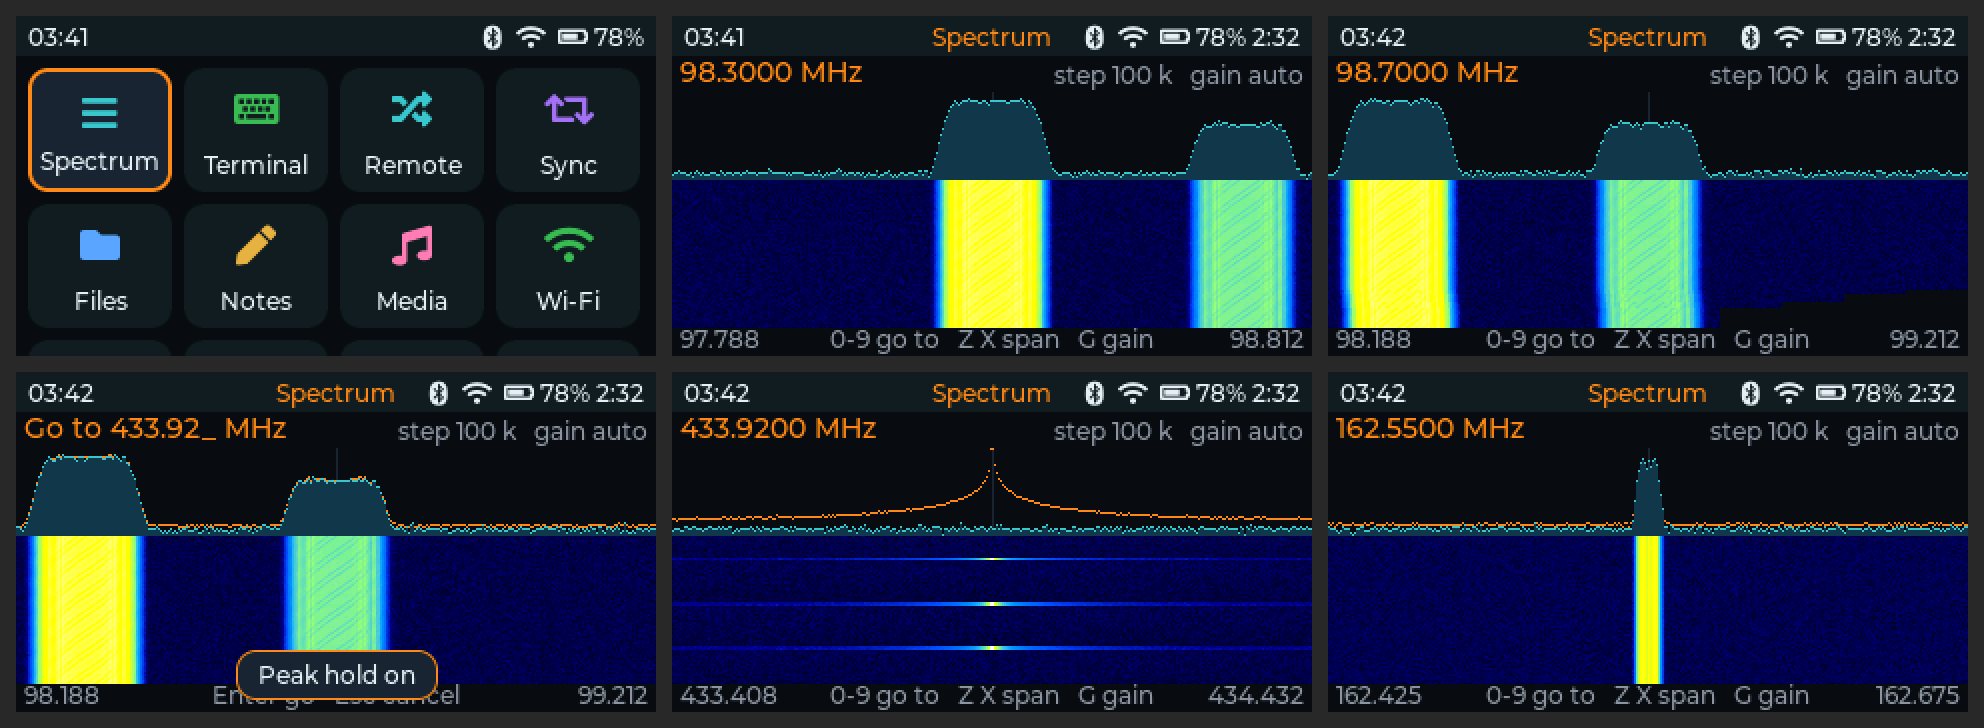 03:41 78%
Spectrum Terminal Remote Sync
Files Notes Media Wi-Fi
03:41 Spectrum 78% 2:32
98.3000 MHz step 100 k gain auto
97.788 0-9 go to Z X span G gain 98.812
03:42 Spectrum 78% 2:32
98.7000 MHz step 100 k gain auto
98.188 0-9 go to Z X span G gain 99.212
03:42 Spectrum 78% 2:32
Go to 433.92_ MHz step 100 k gain auto
Peak hold on
98.188 99.212
03:42 Spectrum 78% 2:32
433.9200 MHz step 100 k gain auto
433.408 0-9 go to Z X span G gain 434.432
03:42 Spectrum 78% 2:32
162.5500 MHz step 100 k gain auto
162.425 0-9 go to Z X span G gain 162.675